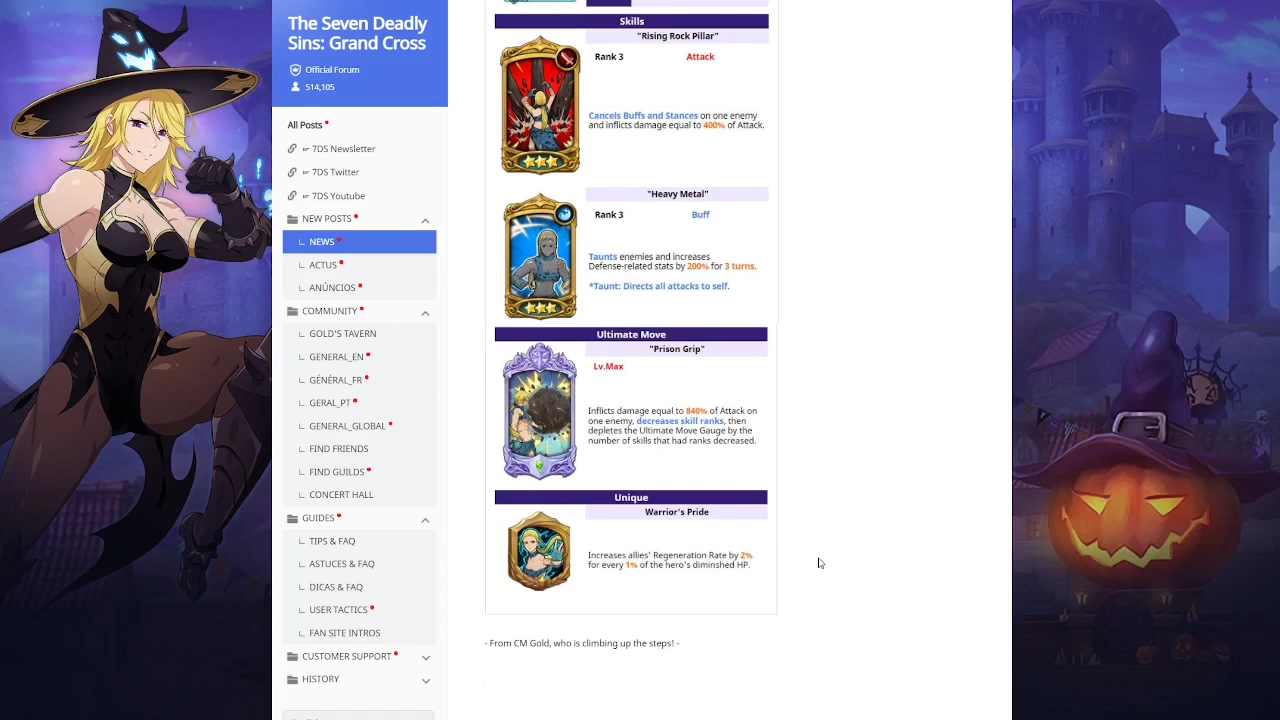 The Seven Deadly
Sins: Grand Cross
Official Forum
514,105
All Posts
7DS Newsletter
7DS Twitter
7DS Youtube
NEW POSTS
NEWS
ACTUS
ANÚNCIOS
COMMUNITY
GOLD'S TAVERN
GENERAL_EN
GÉNÉRAL_FR
GERAL_PT
GENERAL_GLOBAL
FIND FRIENDS
FIND GUILDS
CONCERT HALL
GUIDES
TIPS & FAQ
ASTUCES & FAQ
DICAS & FAQ
USER TACTICS
FAN SITE INTROS
CUSTOMER SUPPORT
HISTORY
Skills
"Rising Rock Pillar"
Rank 3 Attack
Cancels Buffs and Stances on one enemy
and inflicts damage equal to 400% of Attack.
"Heavy Metal"
Rank 3 Buff
Taunts enemies and increases
Defense-related stats by 200% for 3 turns.
*Taunt: Directs all attacks to self.
Ultimate Move
"Prison Grip"
Lv.Max
Inflicts damage equal to 840% of Attack on
one enemy, decreases skill ranks, then
depletes the Ultimate Move Gauge by the
number of skills that had ranks decreased.
Unique
Warrior's Pride
Increases allies' Regeneration Rate by 2%
for every 1% of the hero's diminshed HP.
- From CM Gold, who is climbing up the steps! -